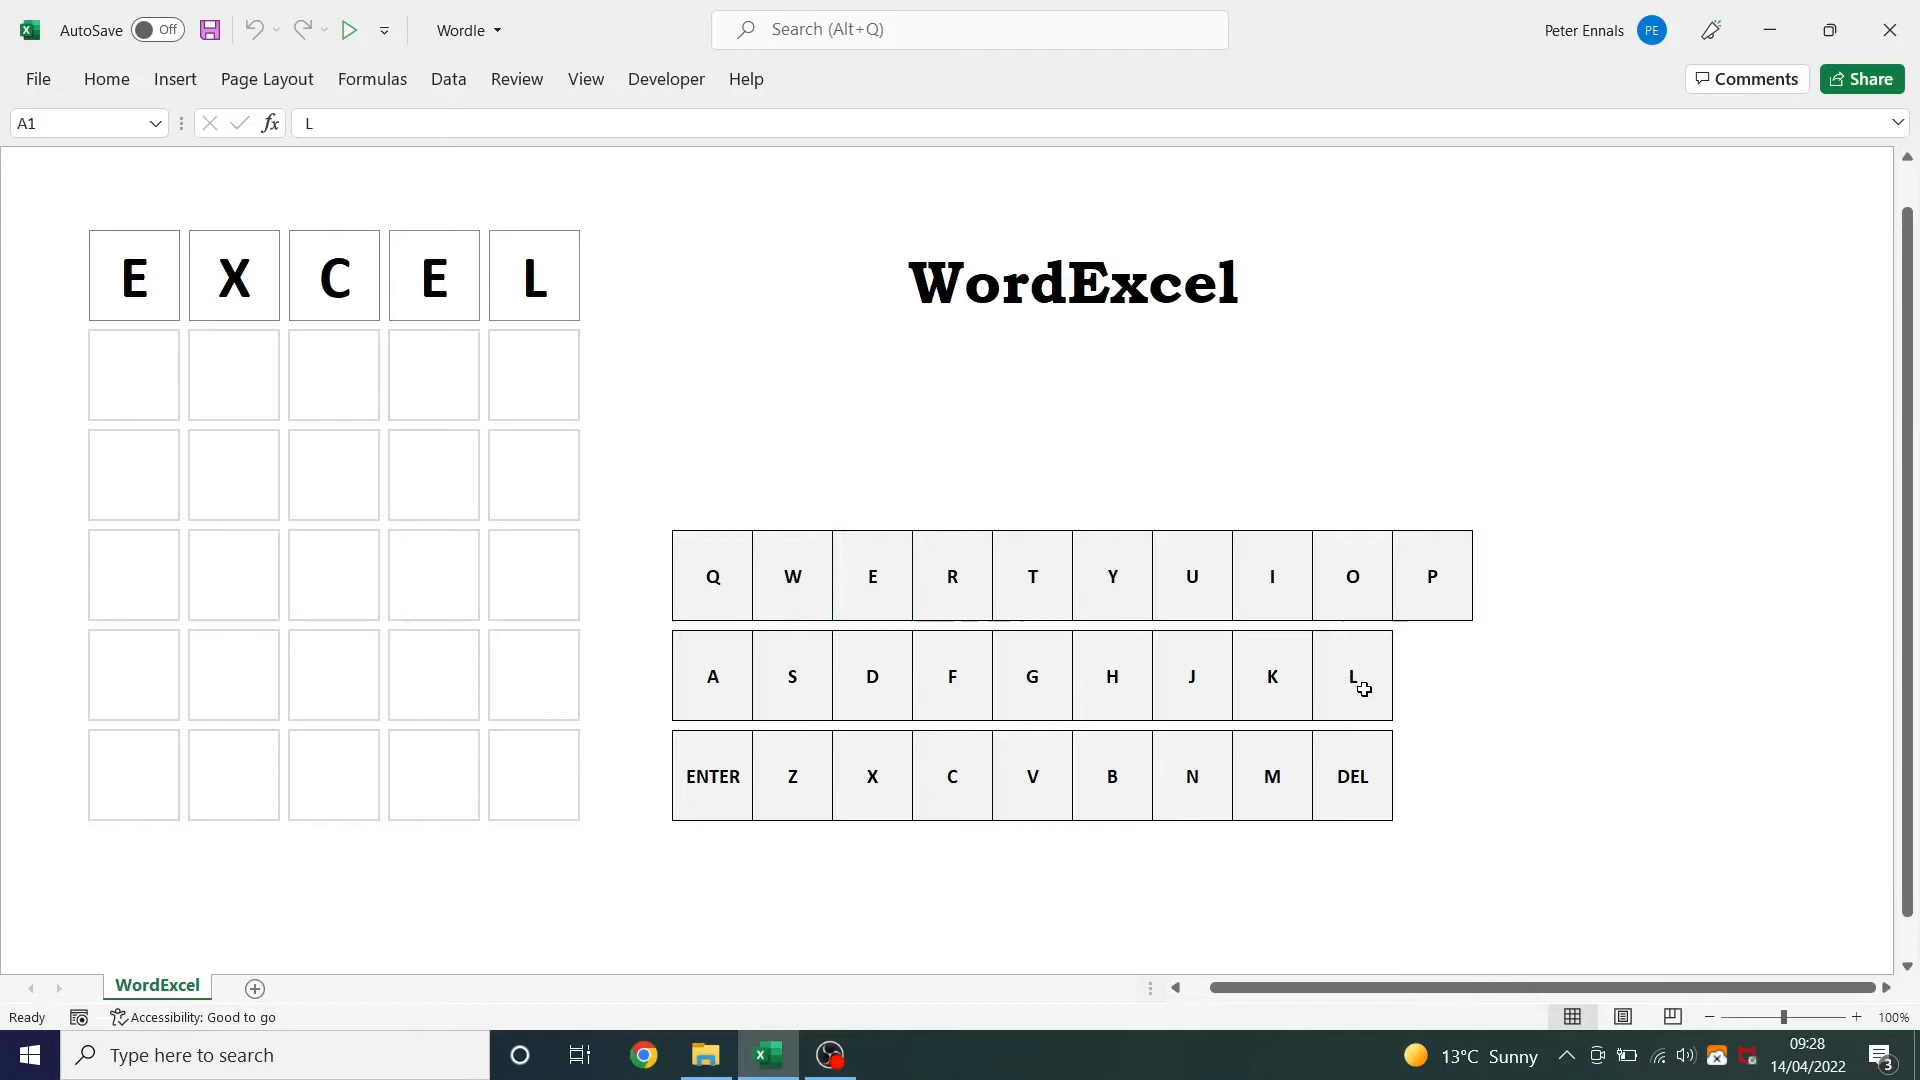 AutoSave Off Wordle Search (Alt+Q) Peter Ennals PE
File Home Insert Page Layout Formulas Data Review View Developer Help Comments Share
A1 fx L
E X C E L
WordExcel
Q W E R T Y U I O P
A S D F G H J K L
ENTER Z X C V B N M DEL
WordExcel
Ready Accessibility: Good to go 100%
Type here to search 13°C Sunny 09:28
14/04/2022 3